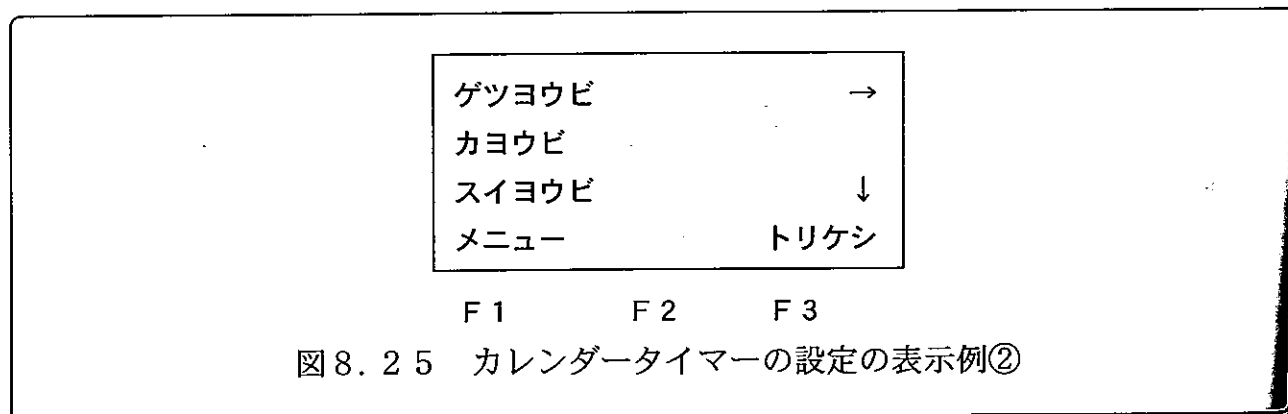 ゲツヨウビ →
カヨウビ
スイヨウビ ↓
メニュー トリケシ
F1 F2 F3
図8.25 カレンダータイマーの設定の表示例②